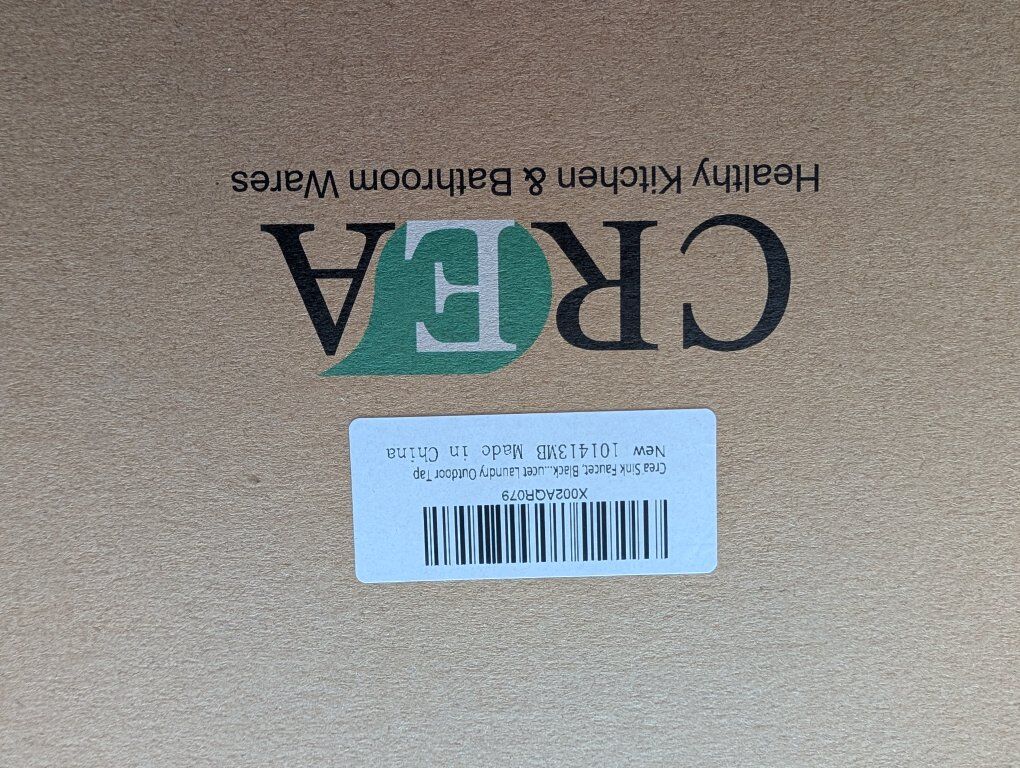 X002AQR079
Crea Sink Faucet, Black...ucet Laundry Outdoor Tap
New 101413MB Made in China
CREA
Healthy Kitchen & Bathroom Wares